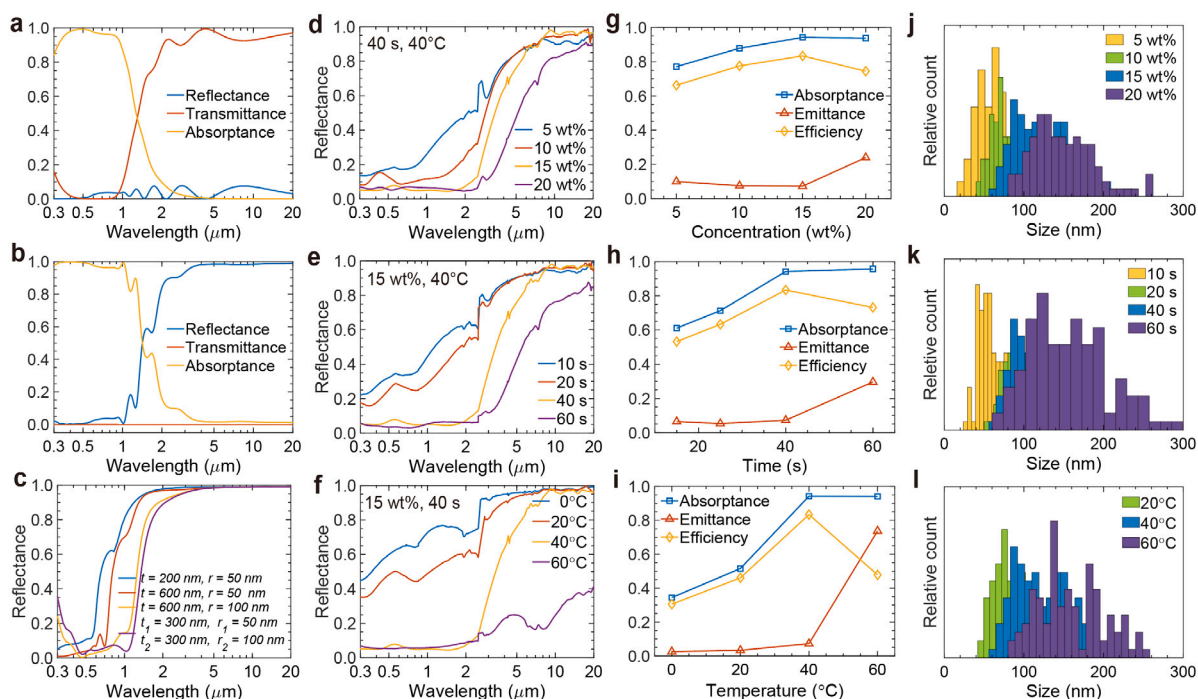 a
1.0
0.8
0.6
0.4
0.2
0.0
Reflectance
Transmittance
Absorptance
0.3 0.5 1 2 5 10 20
Wavelength (μm)
d
Reflectance
1.0
0.8
0.6
0.4
0.2
0.0
40 s, 40°C
5 wt%
10 wt%
15 wt%
20 wt%
0.3 0.5 1 2 5 10 20
Wavelength (μm)
g
1.0
0.8
0.6
0.4
0.2
0.0
Absorptance
Emittance
Efficiency
5 10 15 20
Concentration (wt%)
j
Relative count
5 wt%
10 wt%
15 wt%
20 wt%
0 100 200 300
Size (nm)
b
1.0
0.8
0.6
0.4
0.2
0.0
Reflectance
Transmittance
Absorptance
0.3 0.5 1 2 5 10 20
Wavelength (μm)
e
Reflectance
1.0
0.8
0.6
0.4
0.2
0.0
15 wt%, 40°C
10 s
20 s
40 s
60 s
0.3 0.5 1 2 5 10 20
Wavelength (μm)
h
1.0
0.8
0.6
0.4
0.2
0.0
Absorptance
Emittance
Efficiency
20 40 60
Time (s)
k
Relative count
10 s
20 s
40 s
60 s
0 100 200 300
Size (nm)
c
Reflectance
1.0
0.8
0.6
0.4
0.2
0.0
t = 200 nm, r = 50 nm
t = 600 nm, r = 50 nm
t = 600 nm, r = 100 nm
t1 = 300 nm, r1 = 50 nm
t2 = 300 nm, r2 = 100 nm
0.3 0.5 1 2 5 10 20
Wavelength (μm)
f
Reflectance
1.0
0.8
0.6
0.4
0.2
0.0
15 wt%, 40 s
0°C
20°C
40°C
60°C
0.3 0.5 1 2 5 10 20
Wavelength (μm)
i
1.0
0.8
0.6
0.4
0.2
0.0
Absorptance
Emittance
Efficiency
0 20 40 60
Temperature (°C)
l
Relative count
20°C
40°C
60°C
0 100 200 300
Size (nm)